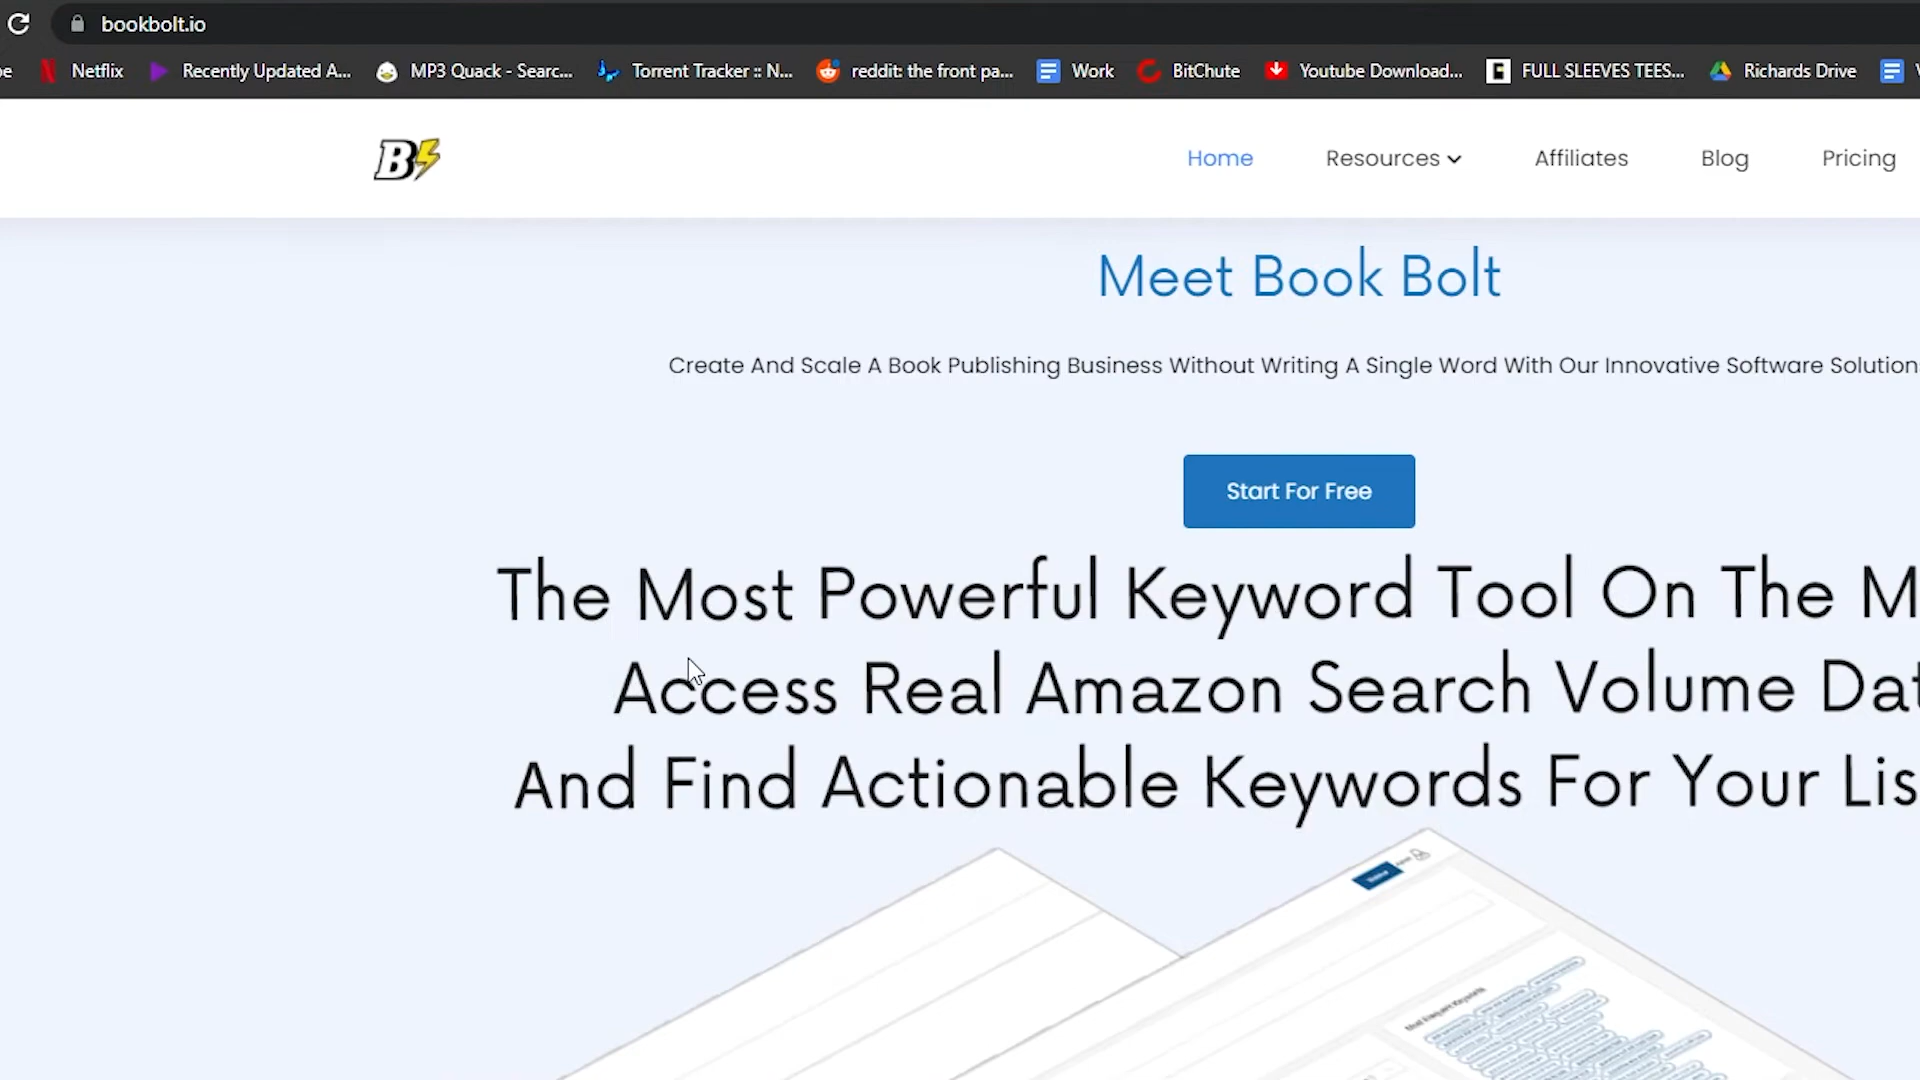 bookbolt.io
Netflix
Recently Updated A...
MP3 Quack - Searc...
Torrent Tracker :: N...
reddit: the front pa...
Work
BitChute
Youtube Download...
FULL SLEEVES TEES...
Richards Drive
B
Home
Resources
Affiliates
Blog
Pricing
Meet Book Bolt
Create And Scale A Book Publishing Business Without Writing A Single Word With Our Innovative Software Solution
Start For Free
The Most Powerful Keyword Tool On The M
Access Real Amazon Search Volume Dat
And Find Actionable Keywords For Your Lis
Most Frequent Keywords